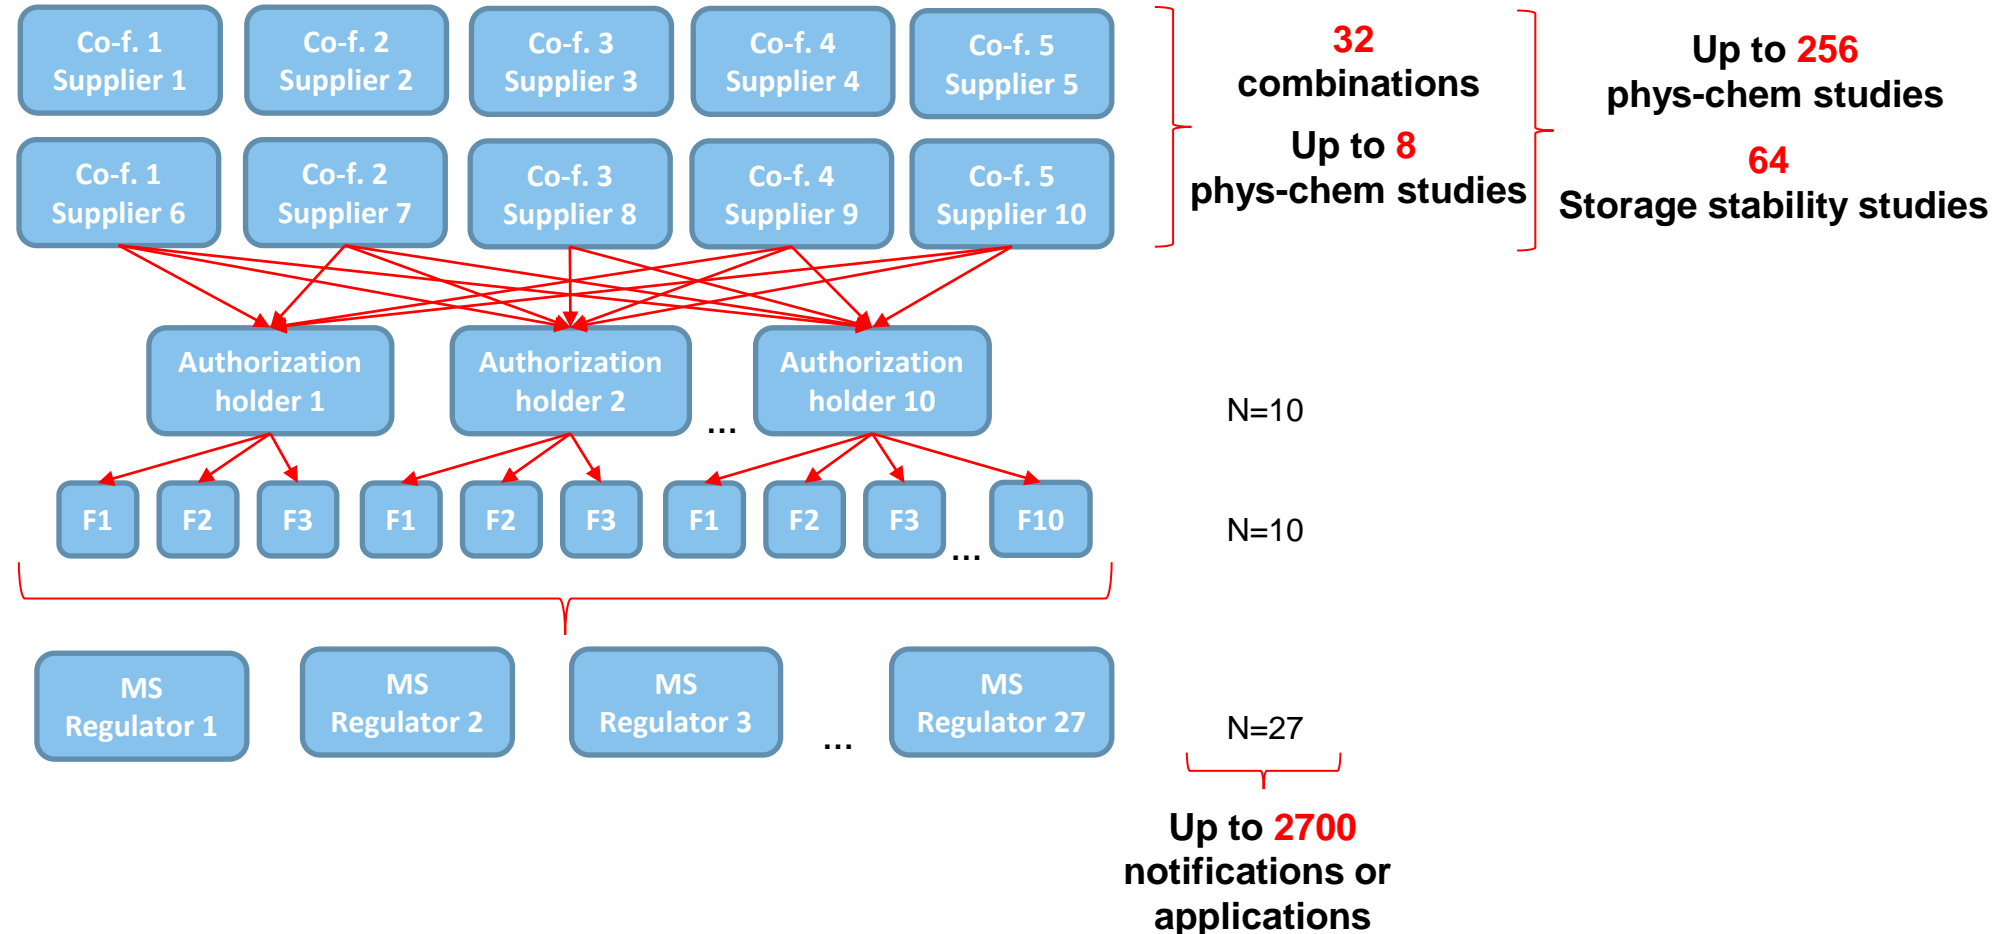 Co-f. 1
Supplier 1
Co-f. 2
Supplier 2
Co-f. 3
Supplier 3
Co-f. 4
Supplier 4
Co-f. 5
Supplier 5
32
combinations
Up to 8
phys-chem studies
Up to 256
phys-chem studies
64
Storage stability studies
Co-f. 1
Supplier 6
Co-f. 2
Supplier 7
Co-f. 3
Supplier 8
Co-f. 4
Supplier 9
Co-f. 5
Supplier 10
Authorization
holder 1
Authorization
holder 2
...
Authorization
holder 10
N=10
F1
F2
F3
F1
F2
F3
F1
F2
F3
...
F10
N=10
MS
Regulator 1
MS
Regulator 2
MS
Regulator 3
...
MS
Regulator 27
N=27
Up to 2700
notifications or
applications